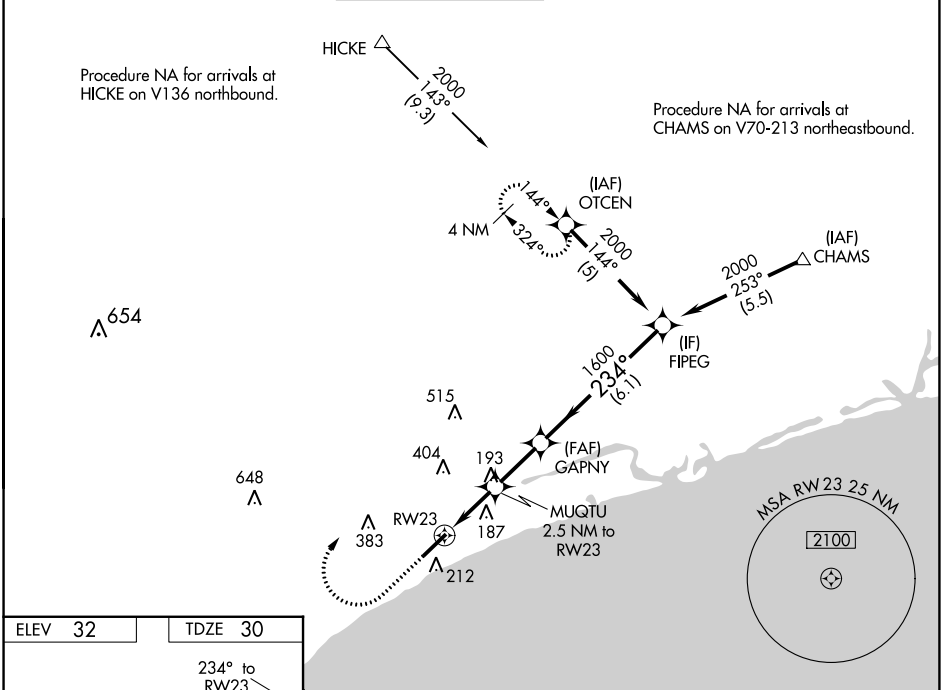 HICKE
Procedure NA for arrivals at
HICKE on V136 northbound.
2000
143°
(9.3)
Procedure NA for arrivals at
CHAMS on V70-213 northeastbound.
144°
324°
4 NM
(IAF)
OTCEN
2000
144°
(5)
(IAF)
CHAMS
2000
253°
(5.5)
(IF)
FIPEG
654
1600
234°
(6.1)
515
404
193
(FAF)
GAPNY
648
RW23
383
187
MUQTU
2.5 NM to
RW23
212
MSA RW 23 25 NM
2100
ELEV 32
TDZE 30
234° to
RW23